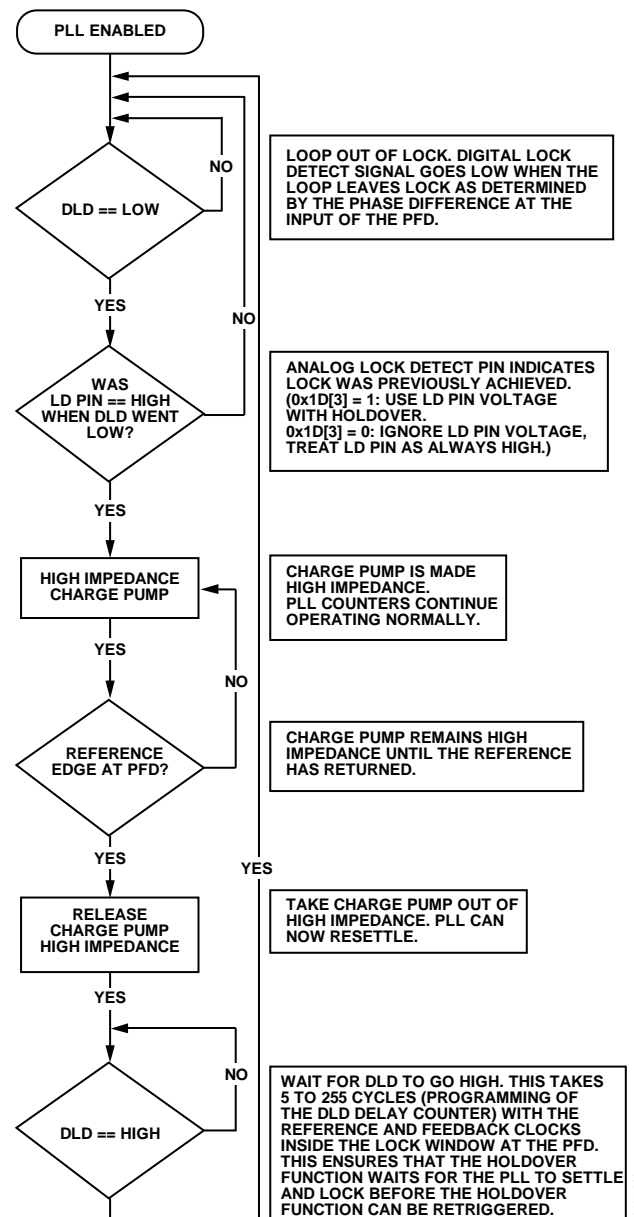 PLL ENABLED
NO
DLD == LOW
LOOP OUT OF LOCK. DIGITAL LOCK
DETECT SIGNAL GOES LOW WHEN THE
LOOP LEAVES LOCK AS DETERMINED
BY THE PHASE DIFFERENCE AT THE
INPUT OF THE PFD.
YES
NO
WAS
LD PIN == HIGH
WHEN DLD WENT
LOW?
ANALOG LOCK DETECT PIN INDICATES
LOCK WAS PREVIOUSLY ACHIEVED.
(0x1D[3] = 1: USE LD PIN VOLTAGE
WITH HOLDOVER.
0x1D[3] = 0: IGNORE LD PIN VOLTAGE,
TREAT LD PIN AS ALWAYS HIGH.)
YES
HIGH IMPEDANCE
CHARGE PUMP
CHARGE PUMP IS MADE
HIGH IMPEDANCE.
PLL COUNTERS CONTINUE
OPERATING NORMALLY.
YES
NO
REFERENCE
EDGE AT PFD?
CHARGE PUMP REMAINS HIGH
IMPEDANCE UNTIL THE REFERENCE
HAS RETURNED.
YES
YES
RELEASE
CHARGE PUMP
HIGH IMPEDANCE
TAKE CHARGE PUMP OUT OF
HIGH IMPEDANCE. PLL CAN
NOW RESETTLE.
YES
NO
DLD == HIGH
WAIT FOR DLD TO GO HIGH. THIS TAKES
5 TO 255 CYCLES (PROGRAMMING OF
THE DLD DELAY COUNTER) WITH THE
REFERENCE AND FEEDBACK CLOCKS
INSIDE THE LOCK WINDOW AT THE PFD.
THIS ENSURES THAT THE HOLDOVER
FUNCTION WAITS FOR THE PLL TO SETTLE
AND LOCK BEFORE THE HOLDOVER
FUNCTION CAN BE RETRIGGERED.